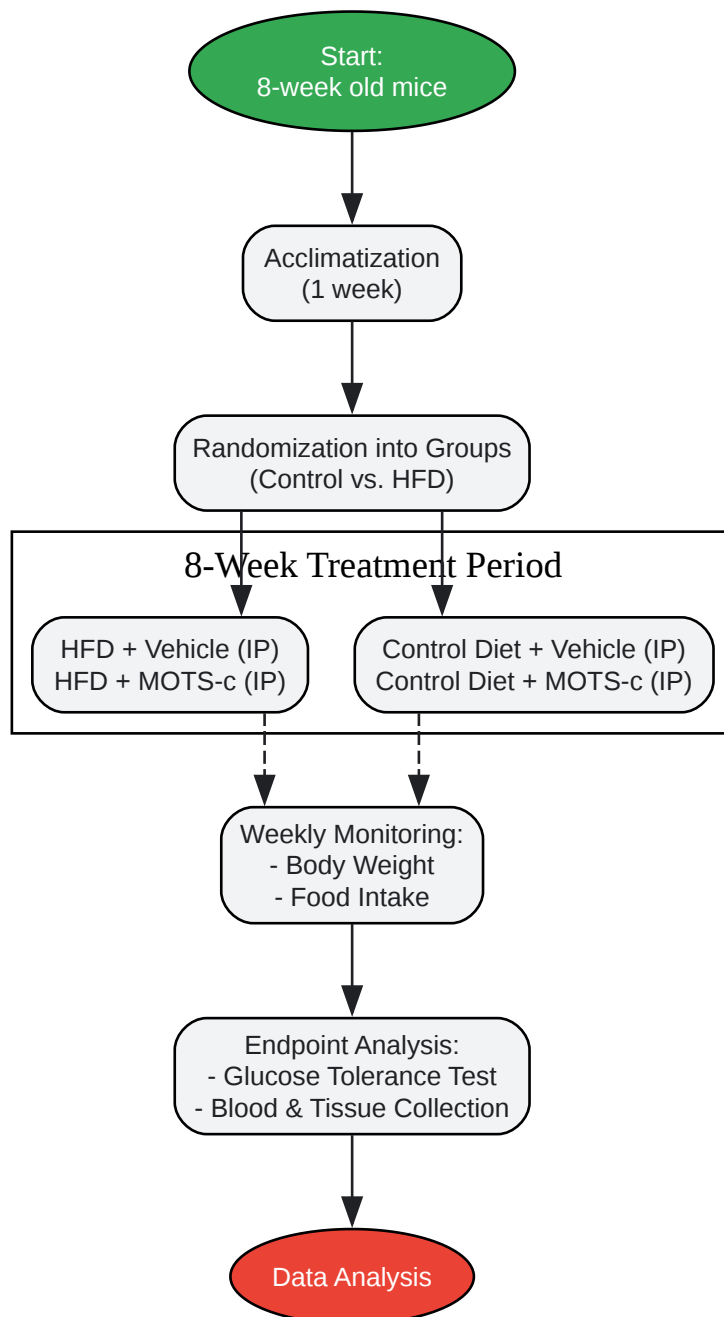 Start:
8-week old mice
Acclimatization
(1 week)
Randomization into Groups
(Control vs. HFD)
8-Week Treatment Period
HFD + Vehicle (IP)
HFD + MOTS-c (IP)
Control Diet + Vehicle (IP)
Control Diet + MOTS-c (IP)
Weekly Monitoring:
- Body Weight
- Food Intake
Endpoint Analysis:
- Glucose Tolerance Test
- Blood & Tissue Collection
Data Analysis